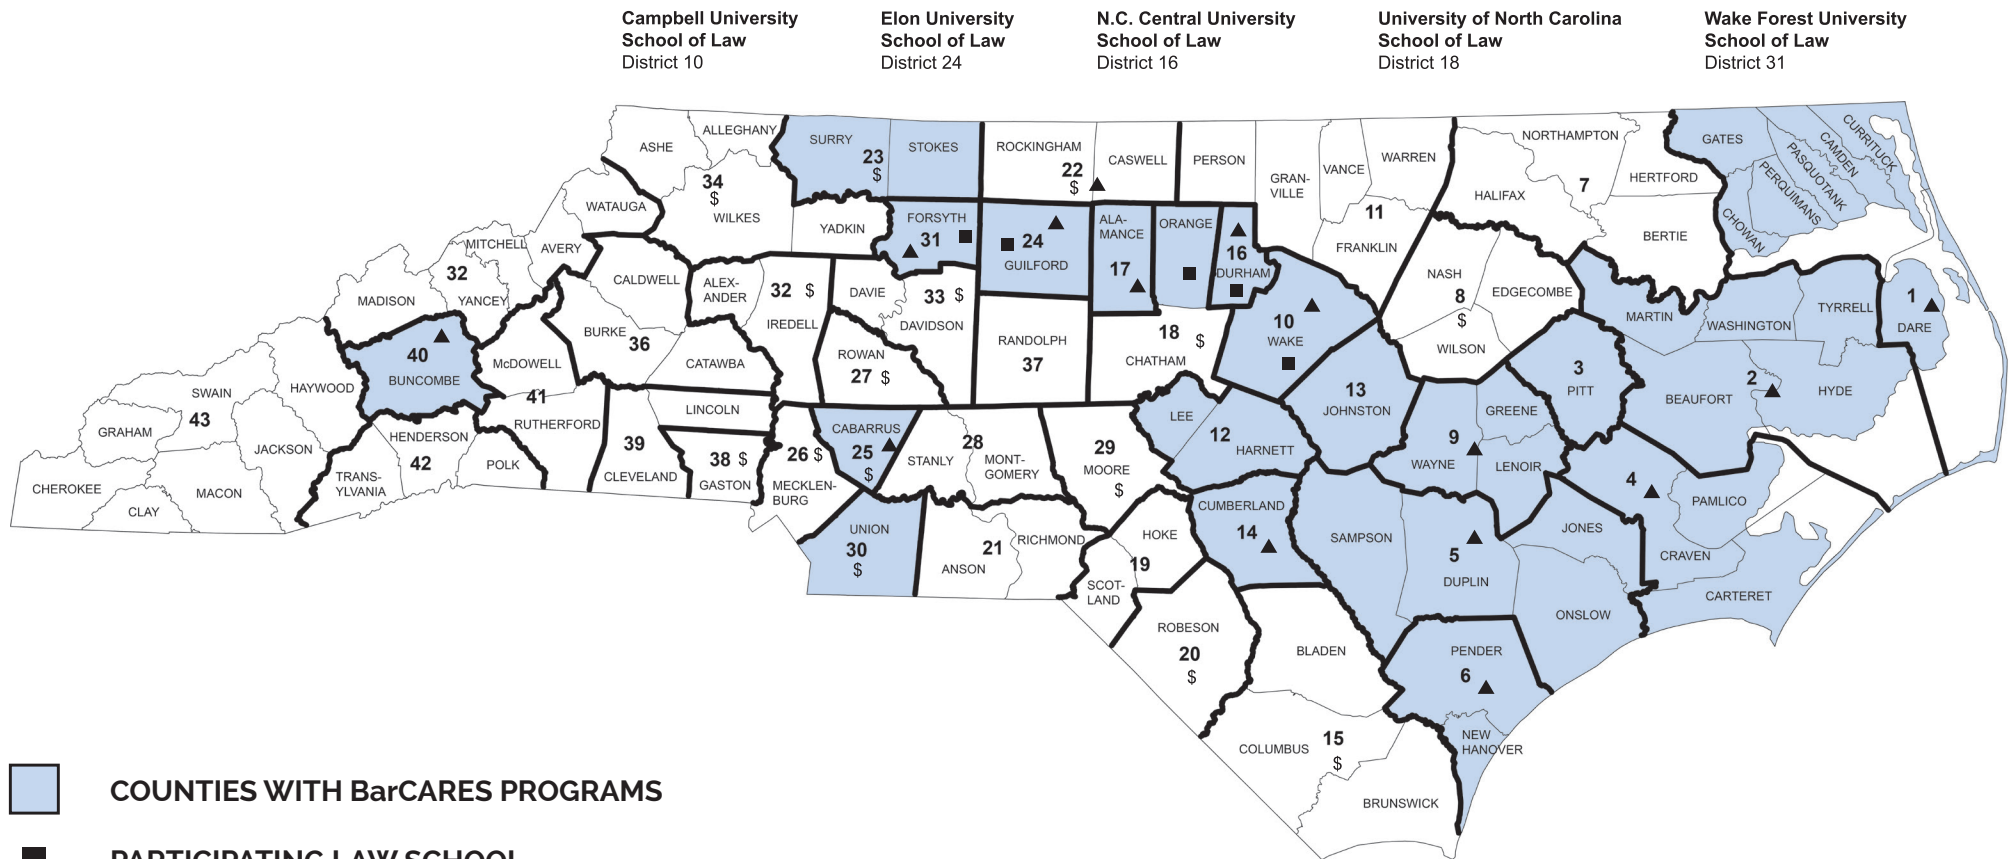 Campbell University
School of Law
District 10
Elon University
School of Law
District 24
N.C. Central University
School of Law
District 16
University of North Carolina
School of Law
District 18
Wake Forest University
School of Law
District 31
ASHE
ALLEGHANY
SURRY
23
$
STOKES
ROCKINGHAM
22
$
CASWELL
PERSON
GRAN-
VILLE
VANCE
WARREN
11
FRANKLIN
NORTHAMPTON
HALIFAX
7
HERTFORD
BERTIE
GATES
CURRITUCK
CAMDEN
PASQUOTANK
PERQUIMANS
CHOWAN
WATAUGA
34
$
WILKES
YADKIN
FORSYTH
31
24
GUILFORD
ALA-
MANCE
17
ORANGE
16
DURHAM
MITCHELL
AVERY
32
YANCEY
MADISON
CALDWELL
ALEX-
ANDER
32 $
IREDELL
DAVIE
33 $
DAVIDSON
RANDOLPH
37
18
$
CHATHAM
10
WAKE
NASH
8
$
EDGECOMBE
WILSON
MARTIN
WASHINGTON
TYRRELL
1
DARE
40
BUNCOMBE
McDOWELL
41
RUTHERFORD
BURKE
36
CATAWBA
ROWAN
27 $
LINCOLN
SWAIN
43
HAYWOOD
GRAHAM
JACKSON
CHEROKEE
CLAY
MACON
TRANS-
YLVANIA
HENDERSON
42
POLK
39
CLEVELAND
38 $
GASTON
26 $
MECKLEN-
BURG
CABARRUS
25
$
STANLY
28
MONT-
GOMERY
29
MOORE
$
LEE
12
HARNETT
13
JOHNSTON
3
PITT
GREENE
9
WAYNE
LENOIR
BEAUFORT
2
HYDE
4
PAMLICO
JONES
CRAVEN
CARTERET
UNION
30
$
ANSON
21
RICHMOND
HOKE
19
SCOT-
LAND
CUMBERLAND
14
SAMPSON
5
DUPLIN
ONSLOW
ROBESON
20
$
BLADEN
PENDER
6
NEW
HANOVER
COLUMBUS
15
$
BRUNSWICK
COUNTIES WITH BarCARES PROGRAMS
PARTICIPATING LAW SCHOOL